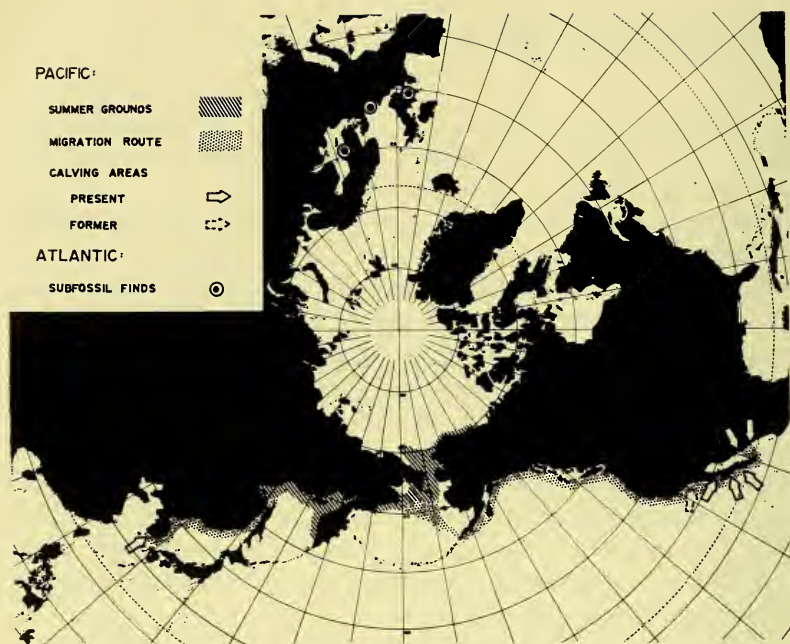 PACIFIC:
SUMMER GROUNDS
MIGRATION ROUTE
CALVING AREAS
PRESENT
FORMER
ATLANTIC:
SUBFOSSIL FINDS